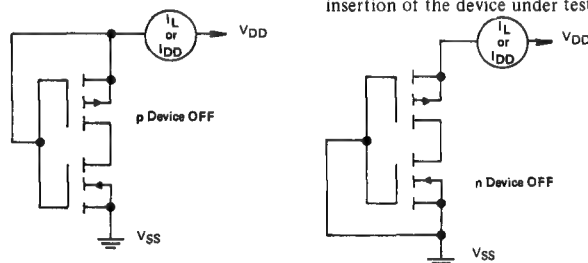 insertion of the device under test
IL
or
IDD
VDD
p Device OFF
VSS
IL
or
IDD
VDD
n Device OFF
VSS